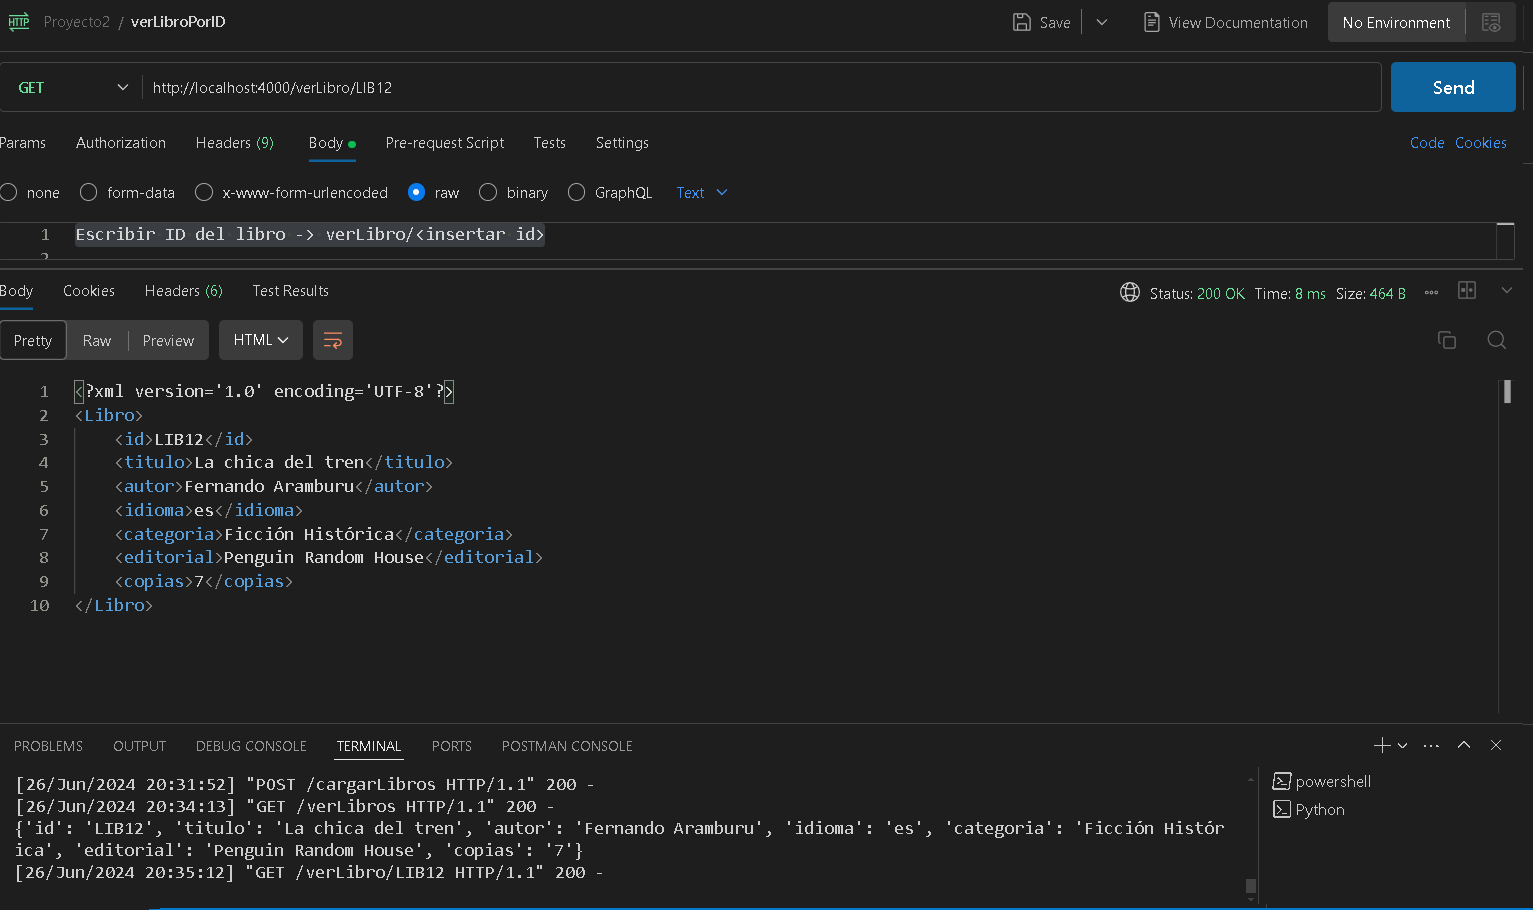 HTTP Proyecto2 / verLibroPorID Save View Documentation No Environment
GET http://localhost:4000/verLibro/LIB12 Send
Params Authorization Headers (9) Body Pre-request Script Tests Settings Code Cookies
none form-data x-www-form-urlencoded raw binary GraphQL Text
1 Escribir ID del libro -> verLibro/<insertar id>
2
Body Cookies Headers (6) Test Results Status: 200 OK Time: 8 ms Size: 464 B
Pretty Raw Preview HTML
1 <?xml version='1.0' encoding='UTF-8'?>
2 <Libro>
3 <id>LIB12</id>
4 <titulo>La chica del tren</titulo>
5 <autor>Fernando Aramburu</autor>
6 <idioma>es</idioma>
7 <categoria>Ficción Histórica</categoria>
8 <editorial>Penguin Random House</editorial>
9 <copias>7</copias>
10 </Libro>
PROBLEMS OUTPUT DEBUG CONSOLE TERMINAL PORTS POSTMAN CONSOLE
[26/Jun/2024 20:31:52] "POST /cargarLibros HTTP/1.1" 200 -
[26/Jun/2024 20:34:13] "GET /verLibros HTTP/1.1" 200 -
{'id': 'LIB12', 'titulo': 'La chica del tren', 'autor': 'Fernando Aramburu', 'idioma': 'es', 'categoria': 'Ficción Histór
ica', 'editorial': 'Penguin Random House', 'copias': '7'}
[26/Jun/2024 20:35:12] "GET /verLibro/LIB12 HTTP/1.1" 200 -
powershell
Python